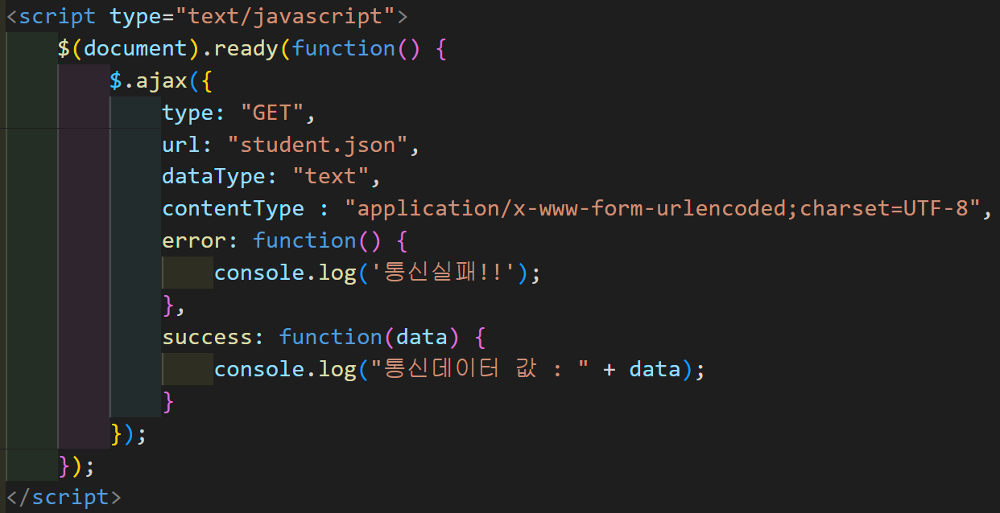 <script type="text/javascript">
$(document).ready(function() {
$.ajax({
type: "GET",
url: "student.json",
dataType: "text",
contentType : "application/x-www-form-urlencoded;charset=UTF-8",
error: function() {
console.log('통신실패!!');
},
success: function(data) {
console.log("통신데이터 값 : " + data);
}
});
});
</script>